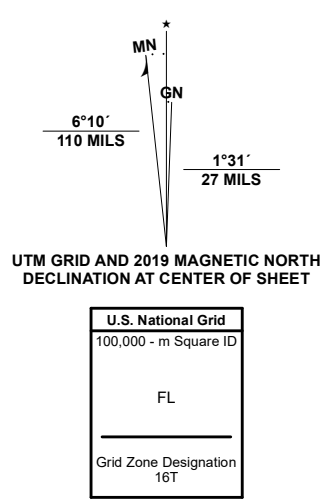 ★
MN
GN
6°10´
110 MILS
1°31´
27 MILS
UTM GRID AND 2019 MAGNETIC NORTH
DECLINATION AT CENTER OF SHEET
U.S. National Grid
100,000 - m Square ID
FL
Grid Zone Designation
16T